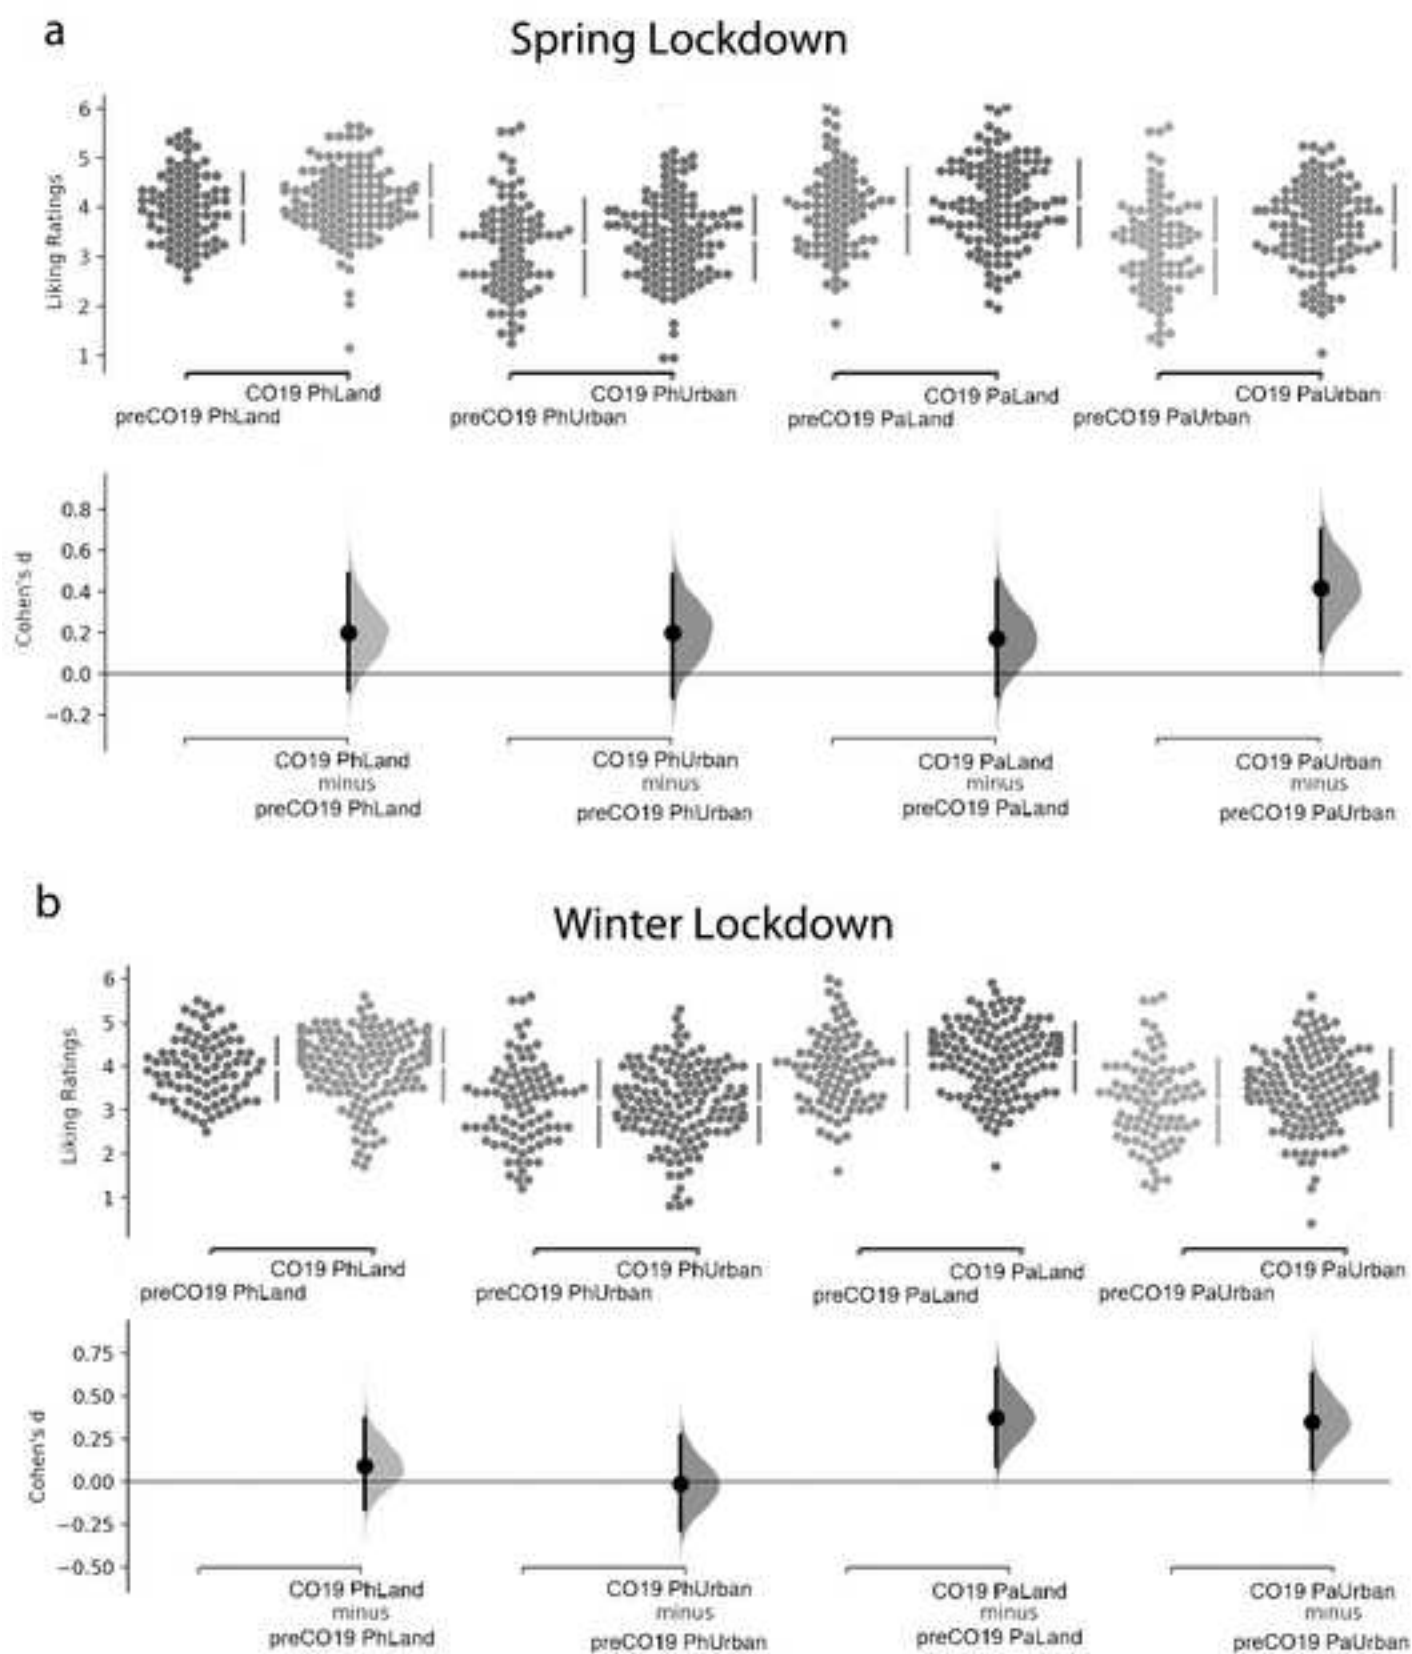 a
Spring Lockdown
Liking Ratings
6
5
4
3
2
1
CO19 PhLand
CO19 PhUrban
CO19 PaLand
CO19 PaUrban
preCO19 PhLand
preCO19 PhUrban
preCO19 PaLand
preCO19 PaUrban
Cohen's d
0.8
0.6
0.4
0.2
0.0
−0.2
CO19 PhLand
minus
preCO19 PhLand
CO19 PhUrban
minus
preCO19 PhUrban
CO19 PaLand
minus
preCO19 PaLand
CO19 PaUrban
minus
preCO19 PaUrban
b
Winter Lockdown
Liking Ratings
6
5
4
3
2
1
CO19 PhLand
CO19 PhUrban
CO19 PaLand
CO19 PaUrban
preCO19 PhLand
preCO19 PhUrban
preCO19 PaLand
preCO19 PaUrban
Cohen's d
0.75
0.50
0.25
0.00
−0.25
−0.50
CO19 PhLand
minus
preCO19 PhLand
CO19 PhUrban
minus
preCO19 PhUrban
CO19 PaLand
minus
preCO19 PaLand
CO19 PaUrban
minus
preCO19 PaUrban